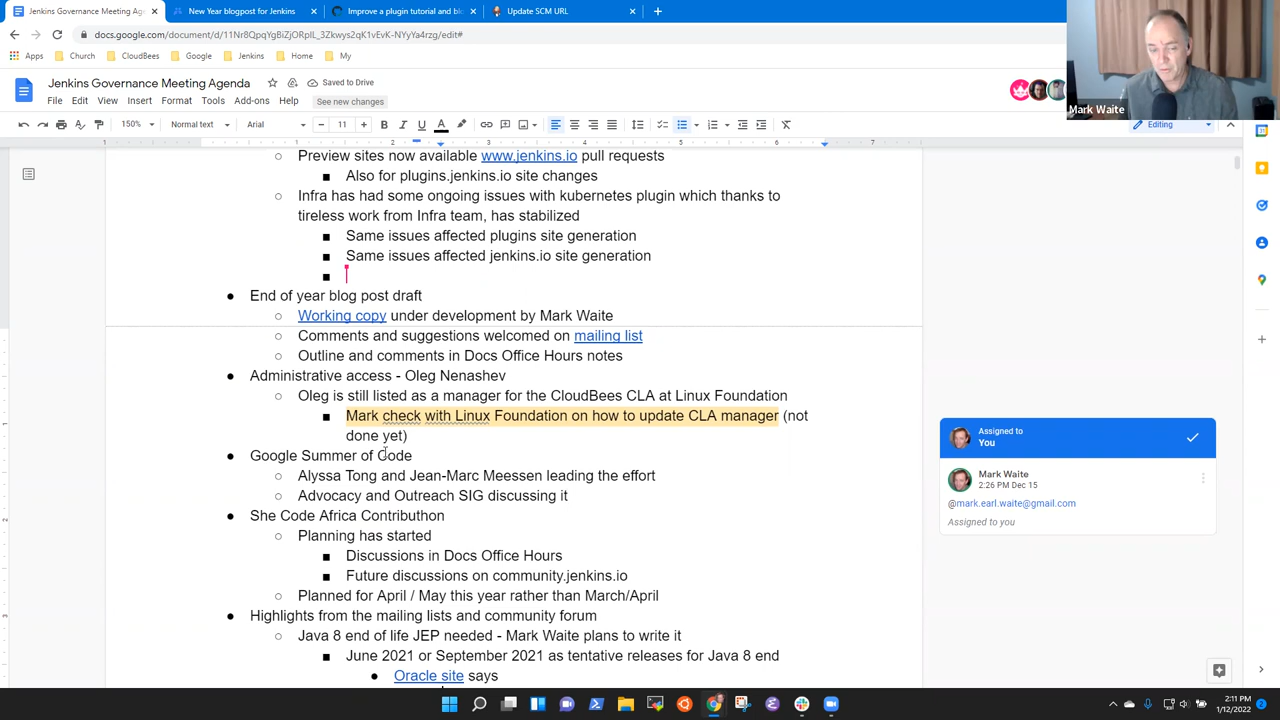 Jenkins Governance Meeting Age
New Year blogpost for Jenkins
Improve a plugin tutorial and blo
Update SCM URL
docs.google.com/document/d/11Nr8QpqYgBiZjORPIL_3Zkwys2qK1vEvK-NYyYa4rzg/edit#
Apps
Church
CloudBees
Google
Jenkins
Home
My
Mark Waite
Jenkins Governance Meeting Agenda
Saved to Drive
File
Edit
View
Insert
Format
Tools
Add-ons
Help
See new changes
150%
Normal text
Arial
11
Editing
Preview sites now available www.jenkins.io pull requests
Also for plugins.jenkins.io site changes
Infra has had some ongoing issues with kubernetes plugin which thanks to
tireless work from Infra team, has stabilized
Same issues affected plugins site generation
Same issues affected jenkins.io site generation
End of year blog post draft
Working copy under development by Mark Waite
Comments and suggestions welcomed on mailing list
Outline and comments in Docs Office Hours notes
Administrative access - Oleg Nenashev
Oleg is still listed as a manager for the CloudBees CLA at Linux Foundation
Mark check with Linux Foundation on how to update CLA manager (not
done yet)
Google Summer of Code
Alyssa Tong and Jean-Marc Meessen leading the effort
Advocacy and Outreach SIG discussing it
She Code Africa Contributhon
Planning has started
Discussions in Docs Office Hours
Future discussions on community.jenkins.io
Planned for April / May this year rather than March/April
Highlights from the mailing lists and community forum
Java 8 end of life JEP needed - Mark Waite plans to write it
June 2021 or September 2021 as tentative releases for Java 8 end
Oracle site says
Assigned to
You
Mark Waite
2:26 PM Dec 15
@mark.earl.waite@gmail.com
Assigned to you
2:11 PM
1/12/2022